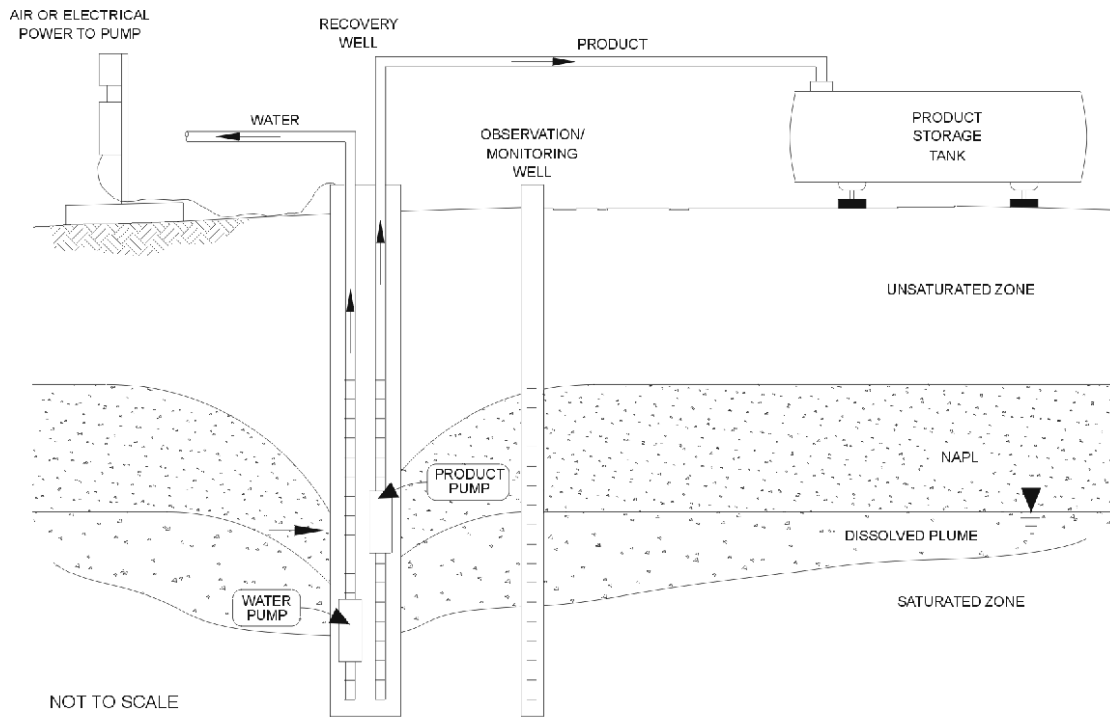 AIR OR ELECTRICAL
POWER TO PUMP
RECOVERY
WELL
PRODUCT
WATER
OBSERVATION/
MONITORING
WELL
PRODUCT
STORAGE
TANK
UNSATURATED ZONE
NAPL
PRODUCT
PUMP
DISSOLVED PLUME
WATER
PUMP
SATURATED ZONE
NOT TO SCALE